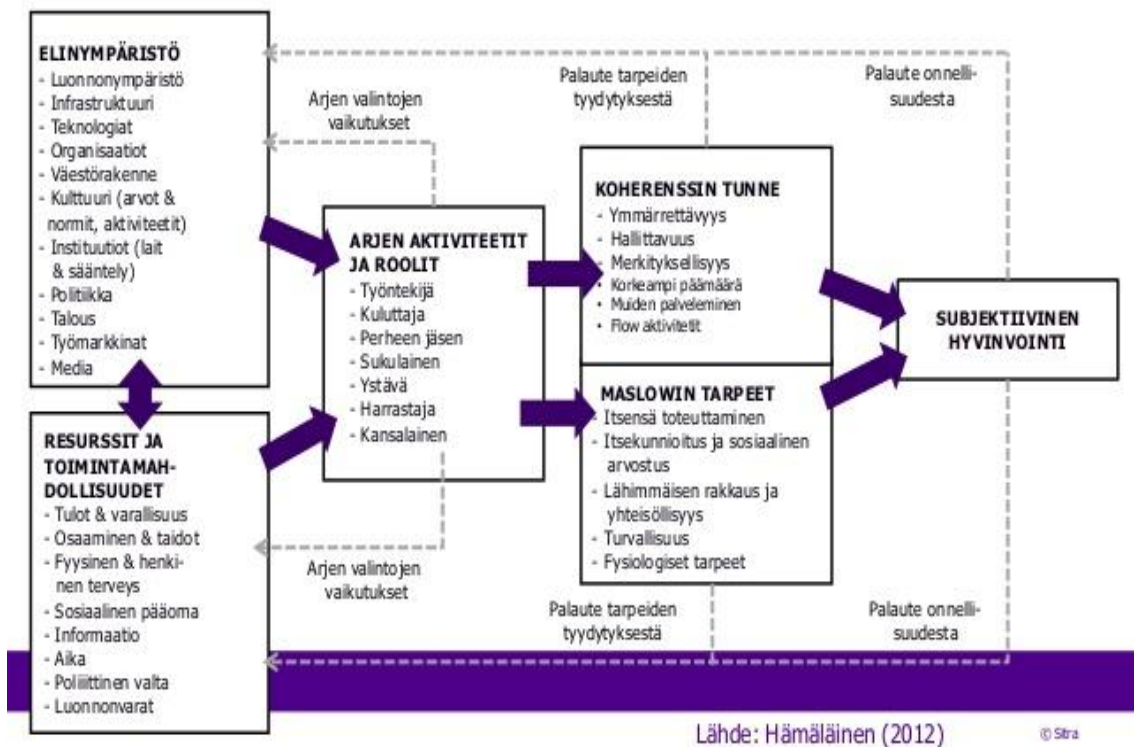 ELINYMPÄRISTÖ
- Luonnonympäristö
- Infrastruktuuri
- Teknologiat
- Organisaatiot
- Väestörakenne
- Kulttuuri (arvot &
normit, aktiviteetit)
- Instituutiot (lait
& sääntely)
- Politiikka
- Talous
- Työmarkkinat
- Media
RESURSSIT JA
TOIMINTAMAH-
DOLLISUUDET
- Tulot & varallisuus
- Osaaminen & taidot
- Fyysinen & henki-
nen terveys
- Sosiaalinen pääoma
- Informaatio
- Aika
- Poliiittinen valta
- Luonnonvarat
Arjen valintojen
vaikutukset
ARJEN AKTIVITEETIT
JA ROOLIT
- Työntekijä
- Kuluttaja
- Perheen jäsen
- Sukulainen
- Ystävä
- Harrastaja
- Kansalainen
Arjen valintojen
vaikutukset
Palaute tarpeiden
tyydytyksestä
KOHERENSSIN TUNNE
- Ymmärrettävyys
- Hallittavuus
- Merkityksellisyys
• Korkeampi päämäärä
• Muiden palveleminen
• Flow aktivitetit
MASLOWIN TARPEET
- Itsensä toteuttaminen
- Itsekunnioitus ja sosiaalinen
arvostus
- Lähimmäisen rakkaus ja
yhteisöllisyys
- Turvallisuus
- Fysiologiset tarpeet
Palaute tarpeiden
tyydytyksestä
Palaute onnelli-
suudesta
SUBJEKTIIVINEN
HYVINVOINTI
Palaute onnelli-
suudesta
Lähde: Hämäläinen (2012)
© Sitra